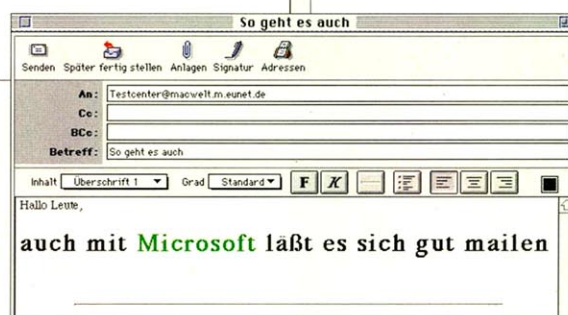 So geht es auch
Senden Später fertig stellen Anlagen Signatur Adressen
An: Testcenter@macwelt.m.eunet.de
Cc:
BCc:
Betreff: So geht es auch
Inhalt Überschrift 1 Grad Standard F K
Hallo Leute,
auch mit Microsoft läßt es sich gut mailen